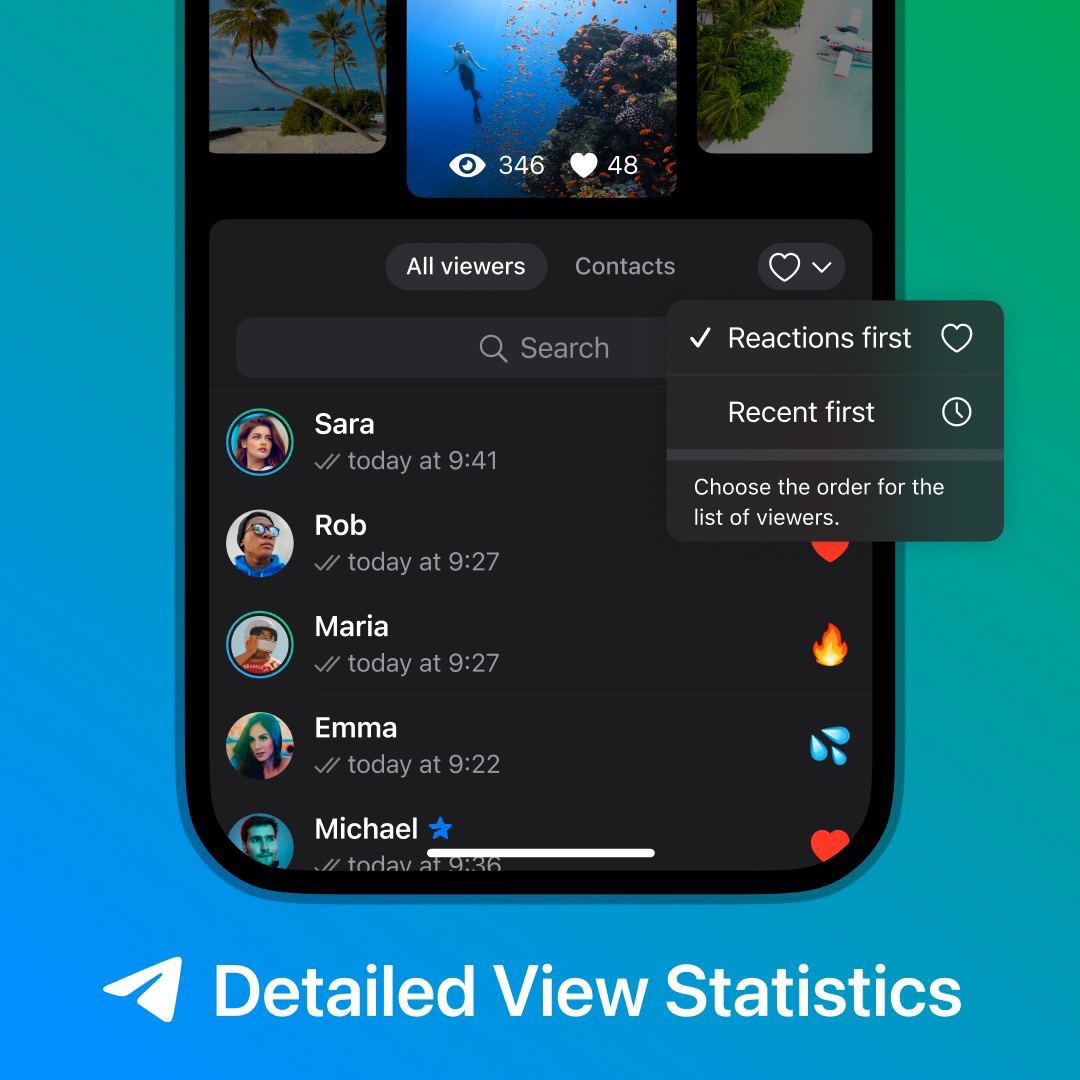 346 48
All viewers Contacts
Reactions first
Search
Recent first
Sara
today at 9:41
Choose the order for the
list of viewers.
Rob
today at 9:27
Maria
today at 9:27
Emma
today at 9:22
Michael
today at 9:36
Detailed View Statistics